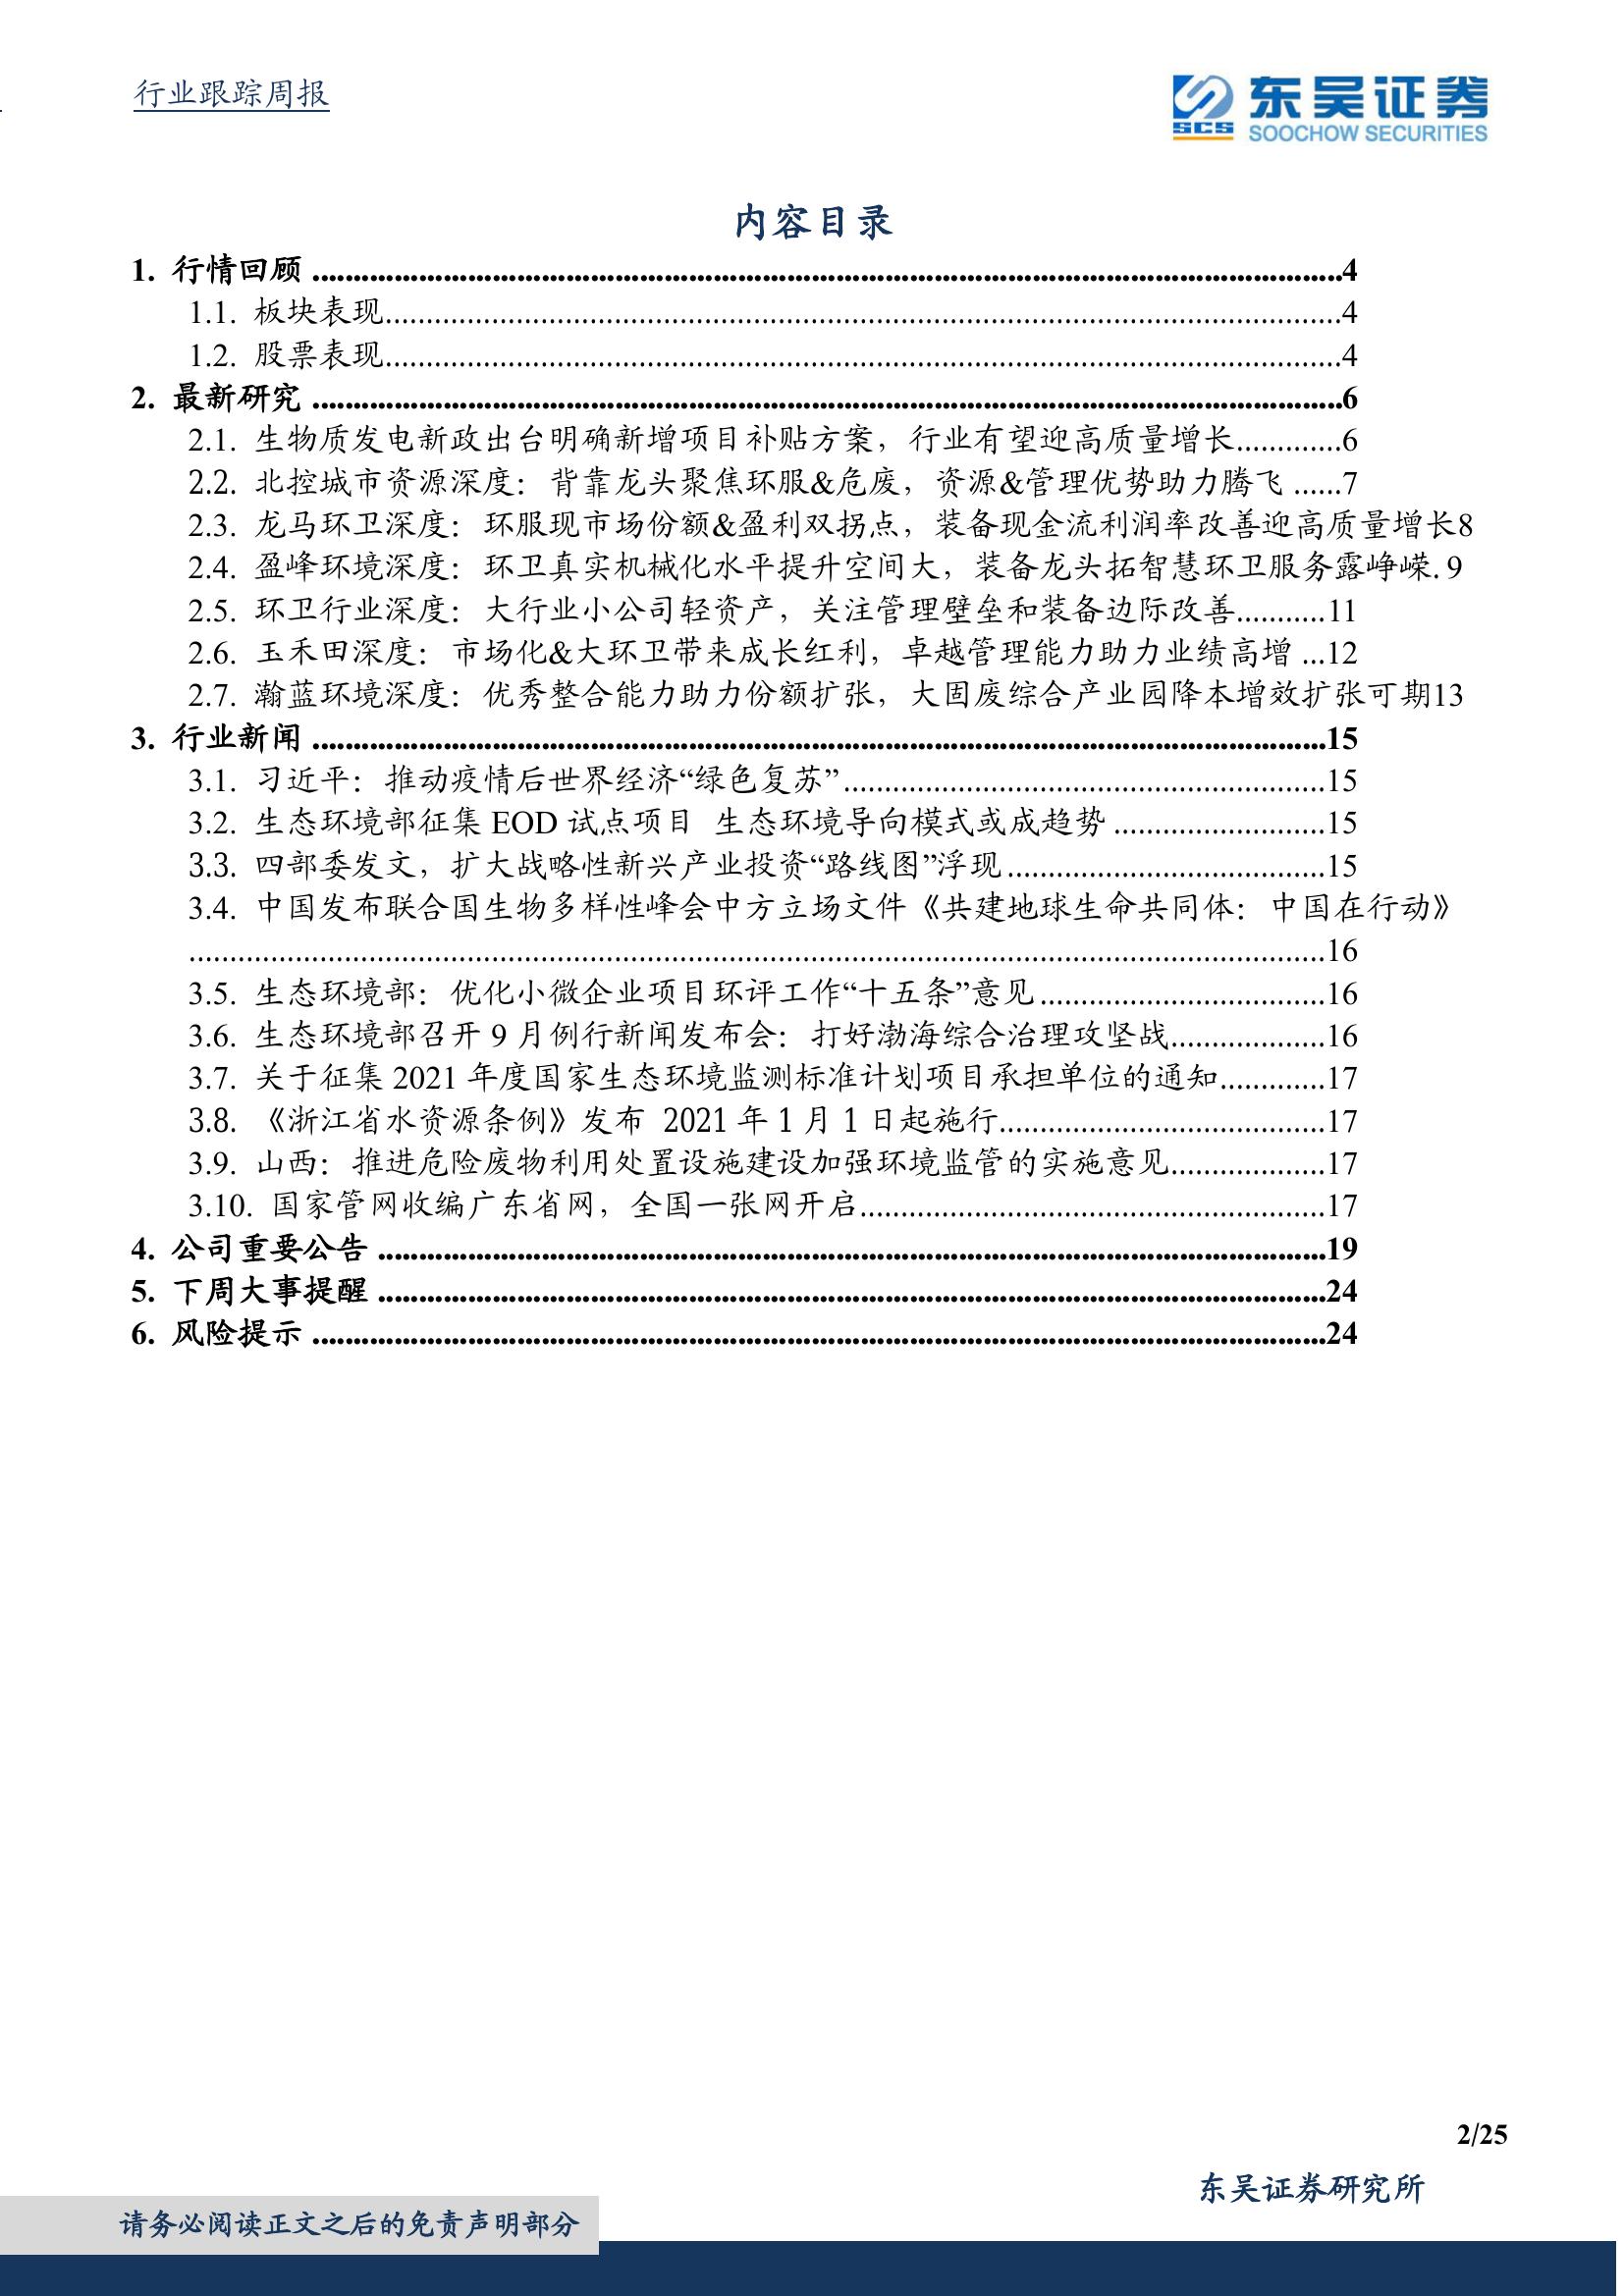 行业跟踪周报
SCS
东吴证券
SOOCHOW SECURITIES
内容目录
1. 行情回顾 ........................................................................................................................4
1.1. 板块表现........................................................................................................................4
1.2. 股票表现........................................................................................................................4
2. 最新研究 ........................................................................................................................6
2.1. 生物质发电新政出台明确新增项目补贴方案，行业有望迎高质量增长.............6
2.2. 北控城市资源深度：背靠龙头聚焦环服&危废，资源&管理优势助力腾飞 ......7
2.3. 龙马环卫深度：环服现市场份额&盈利双拐点，装备现金流利润率改善迎高质量增长8
2.4. 盈峰环境深度：环卫真实机械化水平提升空间大，装备龙头拓智慧环卫服务露峥嵘. 9
2.5. 环卫行业深度：大行业小公司轻资产，关注管理壁垒和装备边际改善...........11
2.6. 玉禾田深度：市场化&大环卫带来成长红利，卓越管理能力助力业绩高增 ...12
2.7. 瀚蓝环境深度：优秀整合能力助力份额扩张，大固废综合产业园降本增效扩张可期13
3. 行业新闻 ........................................................................................................................15
3.1. 习近平：推动疫情后世界经济“绿色复苏”...........................................................15
3.2. 生态环境部征集 EOD 试点项目 生态环境导向模式或成趋势 ..........................15
3.3. 四部委发文，扩大战略性新兴产业投资“路线图”浮现.......................................15
3.4. 中国发布联合国生物多样性峰会中方立场文件《共建地球生命共同体：中国在行动》
...........................................................................................................................................16
3.5. 生态环境部：优化小微企业项目环评工作“十五条”意见...................................16
3.6. 生态环境部召开 9 月例行新闻发布会：打好渤海综合治理攻坚战...................16
3.7. 关于征集 2021 年度国家生态环境监测标准计划项目承担单位的通知.............17
3.8. 《浙江省水资源条例》发布 2021 年 1 月 1 日起施行........................................17
3.9. 山西：推进危险废物利用处置设施建设加强环境监管的实施意见...................17
3.10. 国家管网收编广东省网，全国一张网开启.........................................................17
4. 公司重要公告 ................................................................................................................19
5. 下周大事提醒 ................................................................................................................24
6. 风险提示 ........................................................................................................................24
2/25
东吴证券研究所
请务必阅读正文之后的免责声明部分